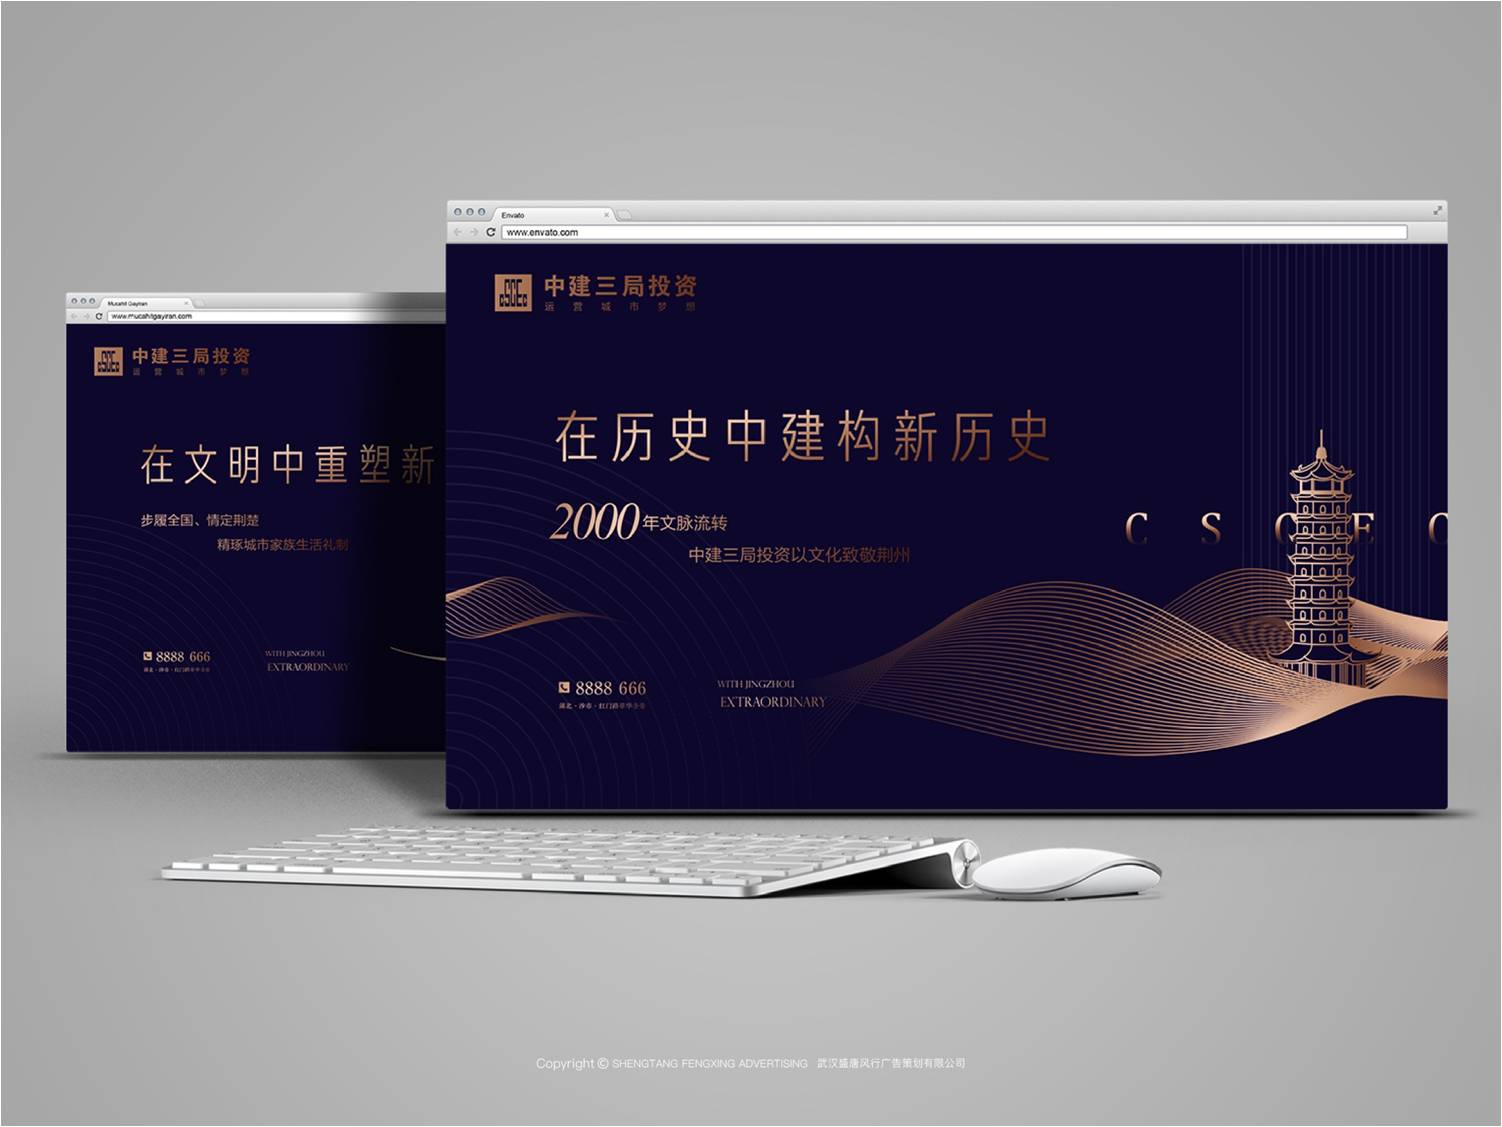 Envato
www.envato.com
CSCEC
中建三局投资
运营城市梦想
在历史中建构新历史
2000年文脉流转
中建三局投资以文化致敬荆州
C S C E C
8888 666
WITH JINGZHOU
EXTRAORDINARY
Mucahit Gayiran
www.mucahitgayiran.com
CSCEC
中建三局投资
运营城市梦想
在文明中重塑新
步履全国、情定荆楚
精琢城市家族生活礼制
8888 666
WITH JINGZHOU
EXTRAORDINARY
Copyright © SHENGTANG FENGXING ADVERTISING 武汉盛唐风行广告策划有限公司